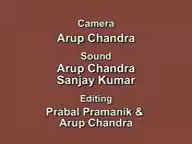 Camera
Arup Chandra
Sound
Arup Chandra
Sanjay Kumar
Editing
Prabal Pramanik &
Arup Chandra